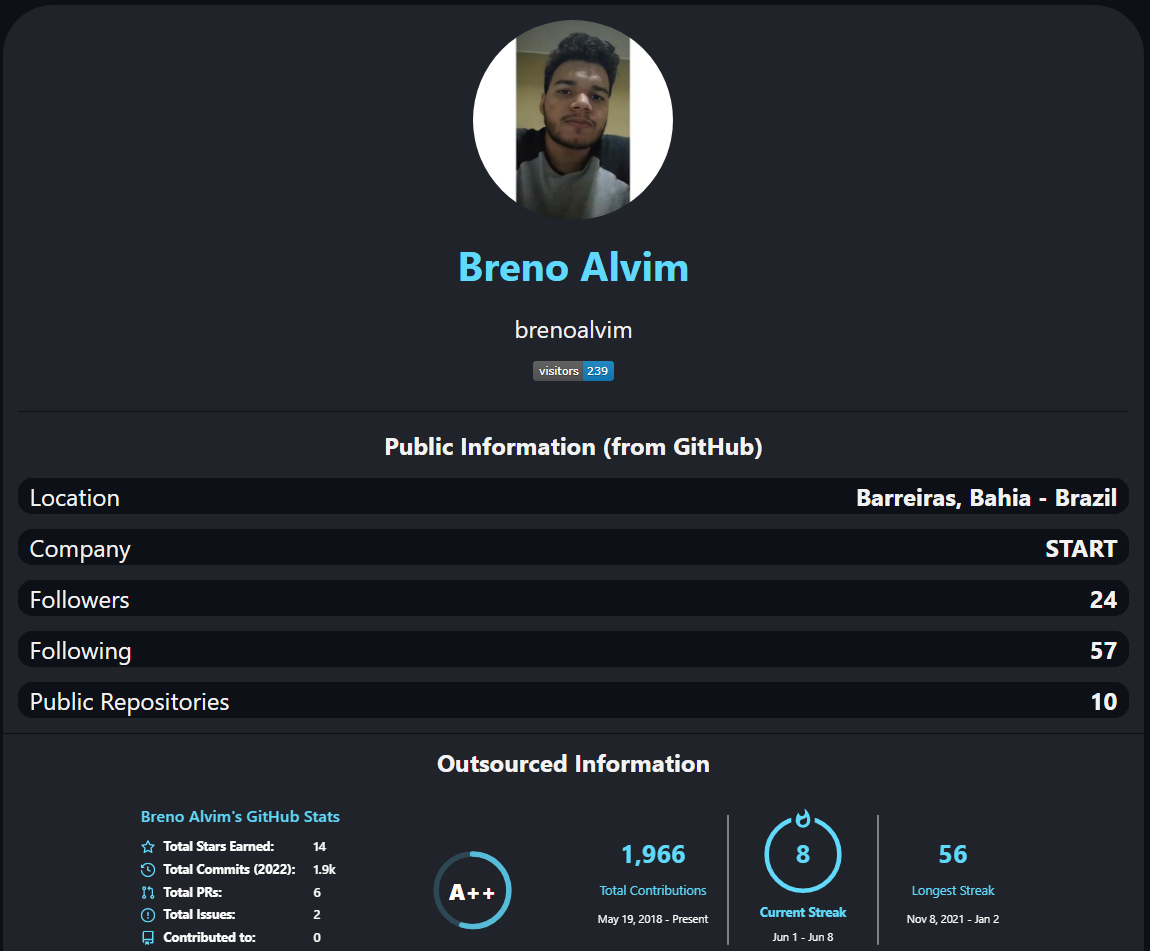 Breno Alvim
brenoalvim
visitors 239
Public Information (from GitHub)
Location Barreiras, Bahia - Brazil
Company START
Followers 24
Following 57
Public Repositories 10
Outsourced Information
Breno Alvim's GitHub Stats
Total Stars Earned: 14
Total Commits (2022): 1.9k
Total PRs: 6
Total Issues: 2
Contributed to: 0
A++
1,966
Total Contributions
May 19, 2018 - Present
8
Current Streak
Jun 1 - Jun 8
56
Longest Streak
Nov 8, 2021 - Jan 2